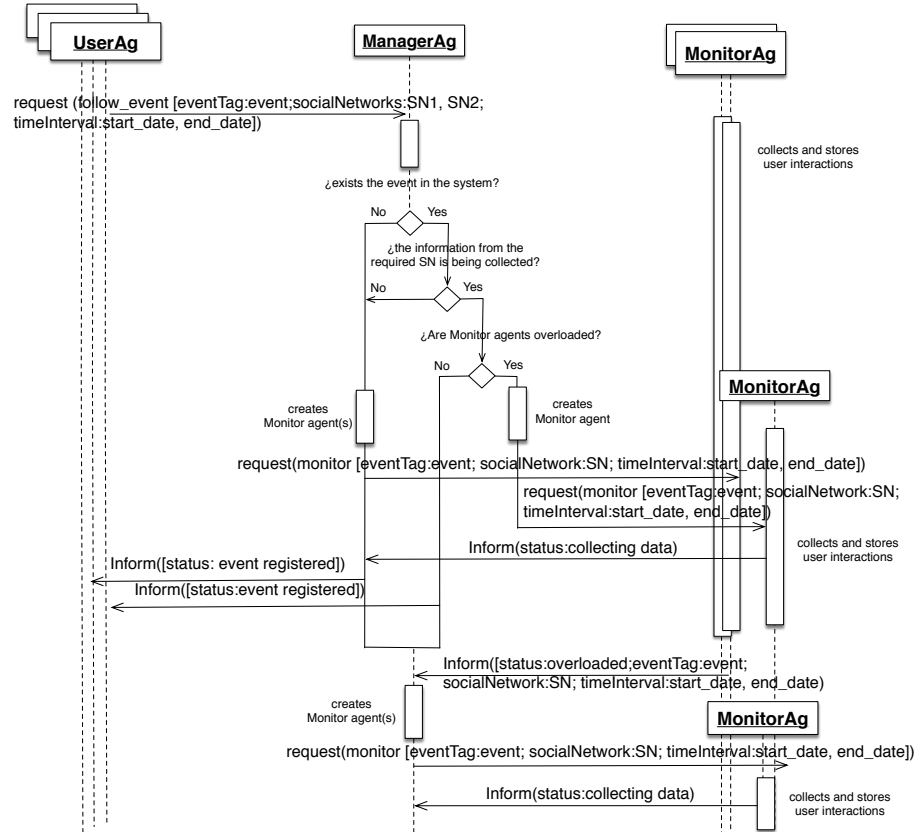 UserAg
ManagerAg
MonitorAg
request (follow_event [eventTag:event;socialNetworks:SN1, SN2;
timeInterval:start_date, end_date])
collects and stores
user interactions
¿exists the event in the system?
No
Yes
¿the information from the
required SN is being collected?
No
Yes
¿Are Monitor agents overloaded?
No
Yes
MonitorAg
creates
Monitor agent(s)
creates
Monitor agent
request(monitor [eventTag:event; socialNetwork:SN; timeInterval:start_date, end_date])
request(monitor [eventTag:event; socialNetwork:SN;
timeInterval:start_date, end_date])
Inform(status:collecting data)
collects and stores
user interactions
Inform([status: event registered])
Inform([status:event registered])
Inform([status:overloaded;eventTag:event;
socialNetwork:SN; timeInterval:start_date, end_date)
creates
Monitor agent(s)
MonitorAg
request(monitor [eventTag:event; socialNetwork:SN; timeInterval:start_date, end_date])
Inform(status:collecting data)
collects and stores
user interactions